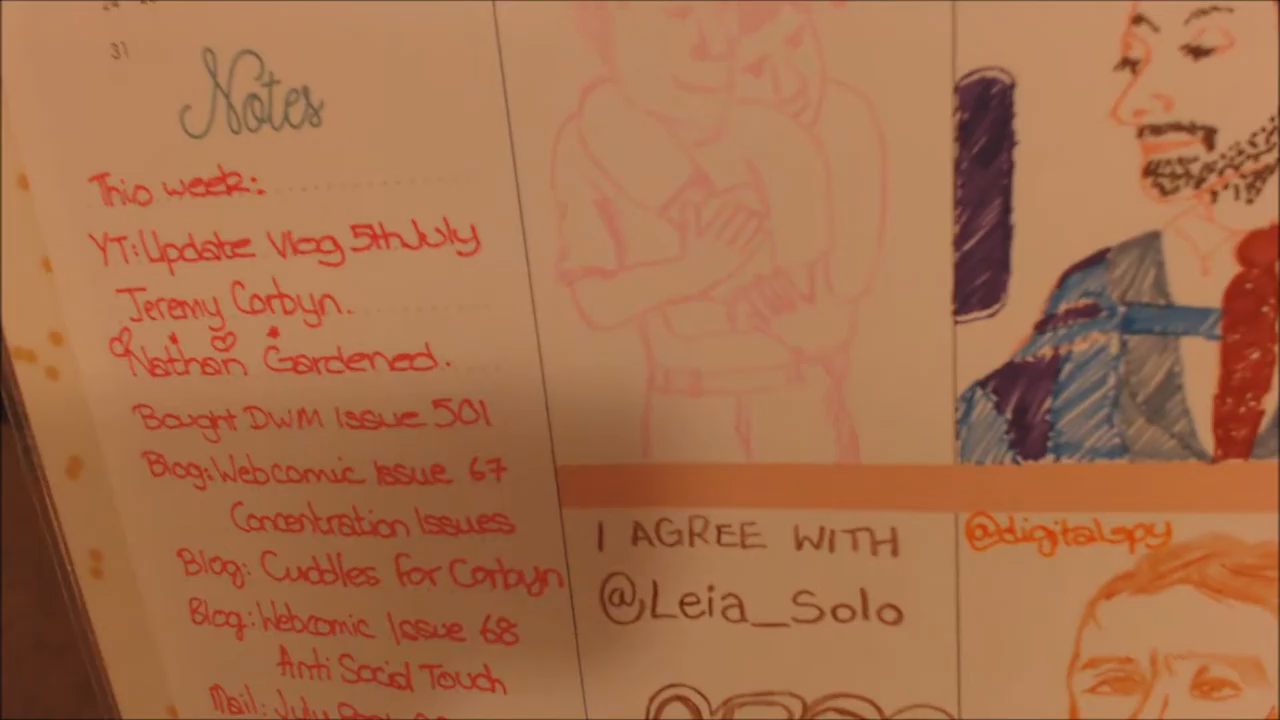 31
Notes
This week:
YT: Update Vlog 5th July
Jeremy Corbyn.
Nathan Gardened.
Bought DWM Issue 501
Blog: Webcomic Issue 67
Concentration Issues
Blog: Cuddles for Corbyn
Blog: Webcomic Issue 68
Anti Social Touch
Mail: July
I AGREE WITH
@Leia_Solo
@digitalspy